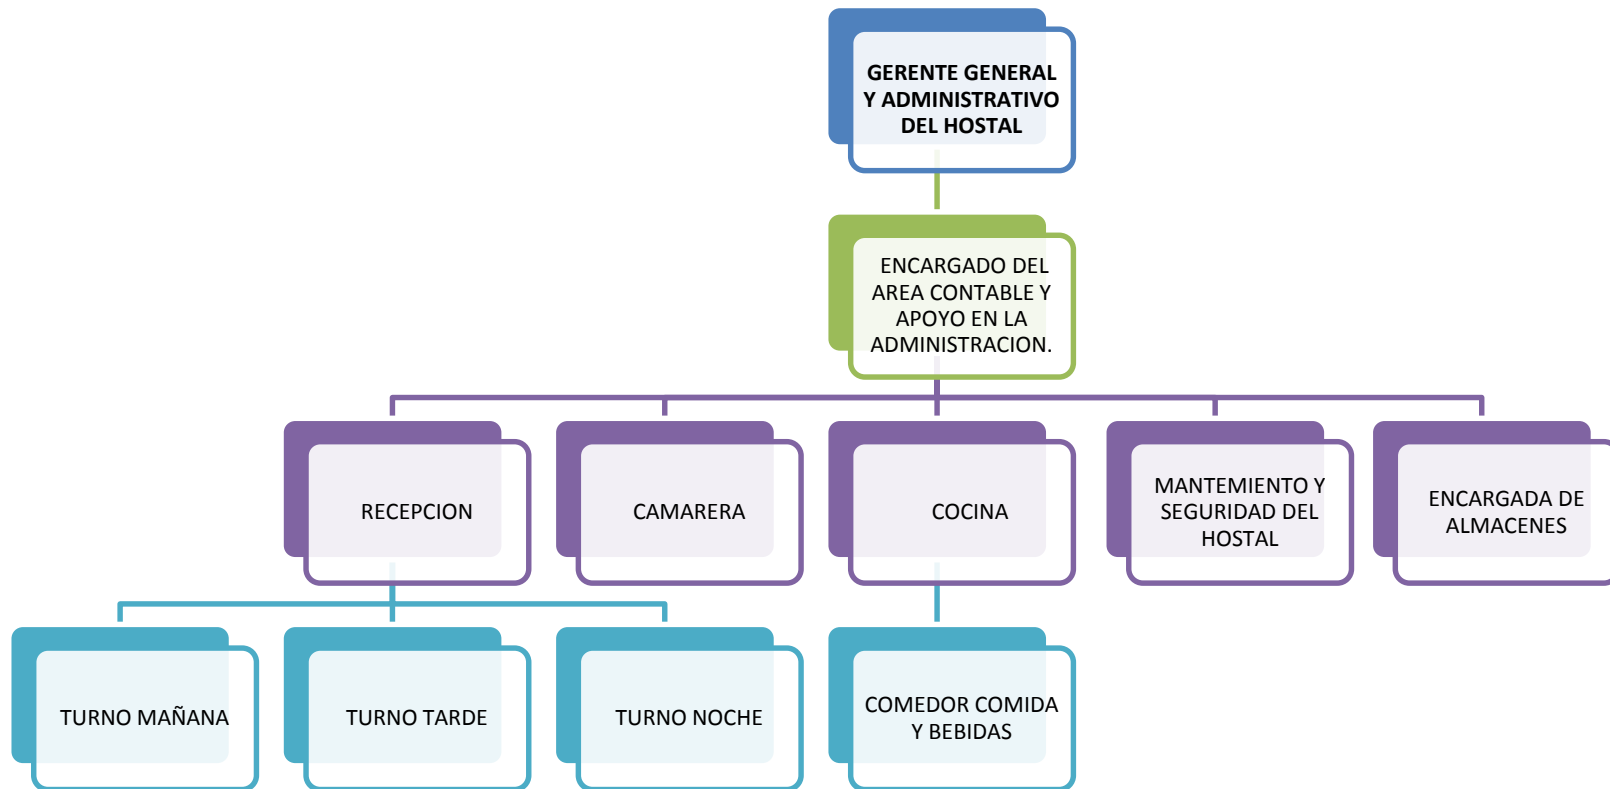 GERENTE GENERAL
Y ADMINISTRATIVO
DEL HOSTAL
ENCARGADO DEL
AREA CONTABLE Y
APOYO EN LA
ADMINISTRACION.
RECEPCION
CAMARERA
COCINA
MANTEMIENTO Y
SEGURIDAD DEL
HOSTAL
ENCARGADA DE
ALMACENES
TURNO MAÑANA
TURNO TARDE
TURNO NOCHE
COMEDOR COMIDA
Y BEBIDAS